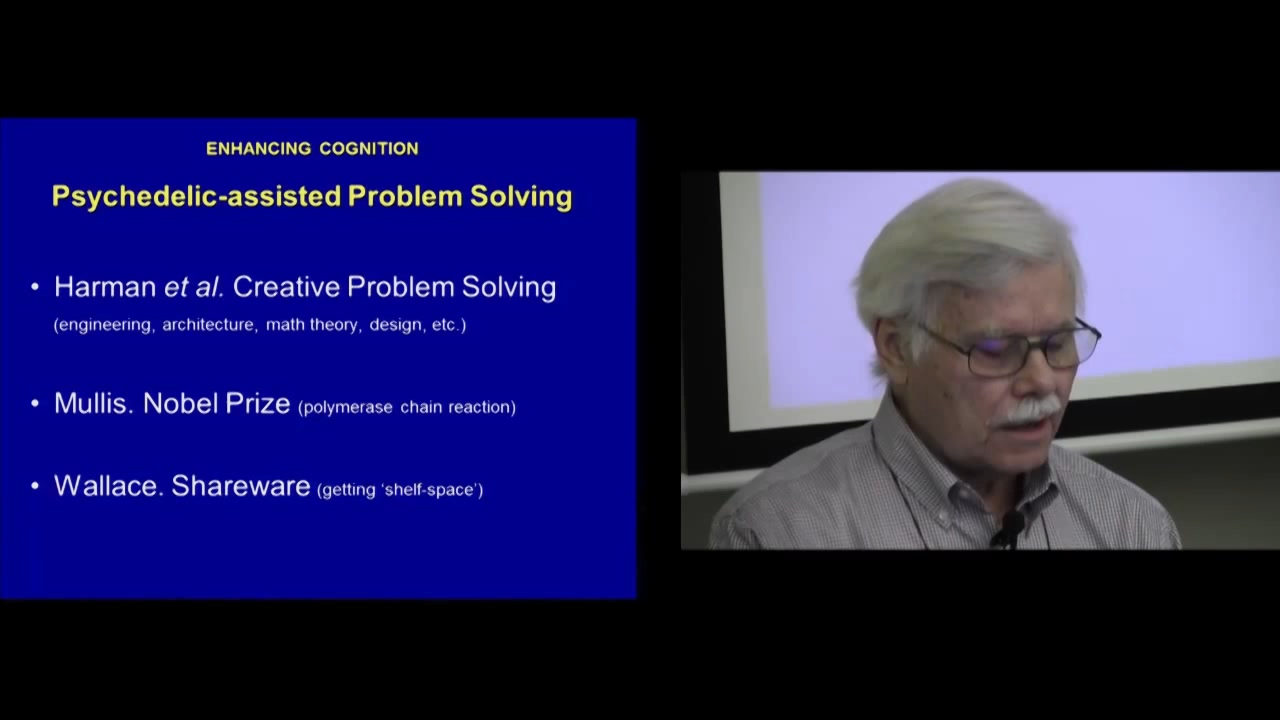 ENHANCING COGNITION
Psychedelic-assisted Problem Solving
• Harman et al. Creative Problem Solving
(engineering, architecture, math theory, design, etc.)
• Mullis. Nobel Prize (polymerase chain reaction)
• Wallace. Shareware (getting ‘shelf-space’)